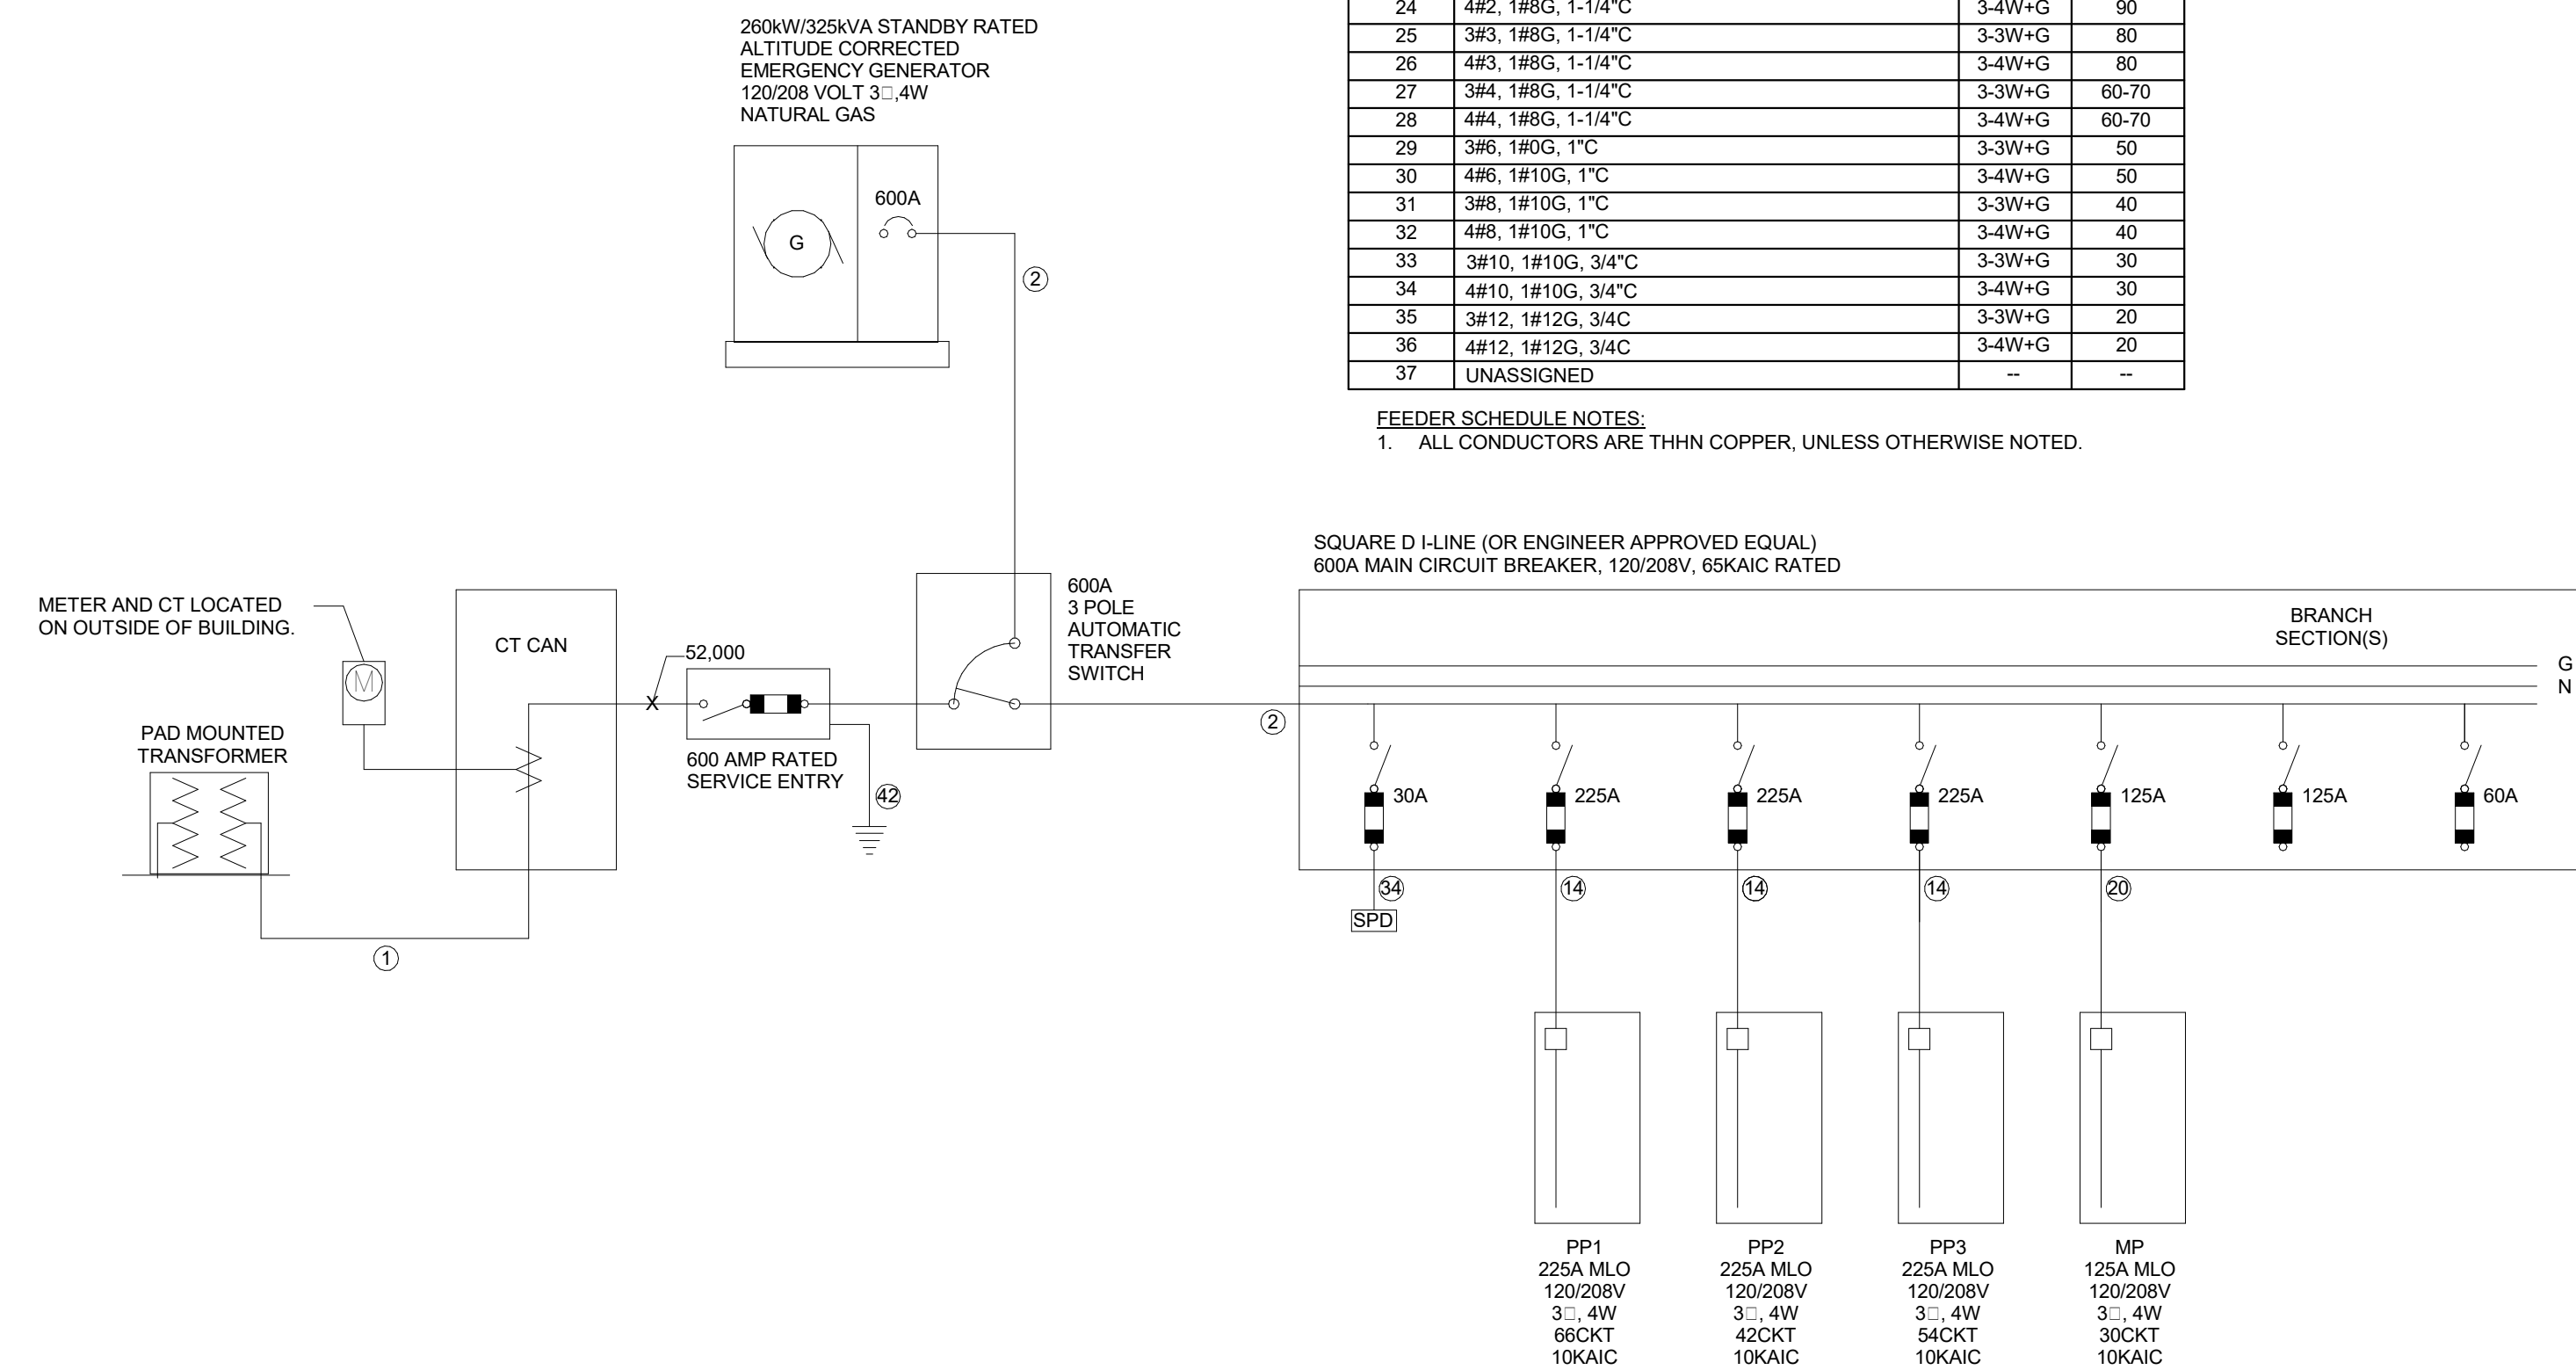 260kW/325kVA STANDBY RATED
ALTITUDE CORRECTED
EMERGENCY GENERATOR
120/208 VOLT 3□,4W
NATURAL GAS
600A
G
2
24 4#2, 1#8G, 1-1/4"C 3-4W+G 90
25 3#3, 1#8G, 1-1/4"C 3-3W+G 80
26 4#3, 1#8G, 1-1/4"C 3-4W+G 80
27 3#4, 1#8G, 1-1/4"C 3-3W+G 60-70
28 4#4, 1#8G, 1-1/4"C 3-4W+G 60-70
29 3#6, 1#0G, 1"C 3-3W+G 50
30 4#6, 1#10G, 1"C 3-4W+G 50
31 3#8, 1#10G, 1"C 3-3W+G 40
32 4#8, 1#10G, 1"C 3-4W+G 40
33 3#10, 1#10G, 3/4"C 3-3W+G 30
34 4#10, 1#10G, 3/4"C 3-4W+G 30
35 3#12, 1#12G, 3/4C 3-3W+G 20
36 4#12, 1#12G, 3/4C 3-4W+G 20
37 UNASSIGNED -- --
FEEDER SCHEDULE NOTES:
1. ALL CONDUCTORS ARE THHN COPPER, UNLESS OTHERWISE NOTED.
METER AND CT LOCATED
ON OUTSIDE OF BUILDING.
M
PAD MOUNTED
TRANSFORMER
1
CT CAN
52,000
X
600 AMP RATED
SERVICE ENTRY
42
600A
3 POLE
AUTOMATIC
TRANSFER
SWITCH
2
SQUARE D I-LINE (OR ENGINEER APPROVED EQUAL)
600A MAIN CIRCUIT BREAKER, 120/208V, 65KAIC RATED
BRANCH
SECTION(S)
G
N
30A 225A 225A 225A 125A 125A 60A
34 14 14 14 20
SPD
PP1
225A MLO
120/208V
3□, 4W
66CKT
10KAIC
PP2
225A MLO
120/208V
3□, 4W
42CKT
10KAIC
PP3
225A MLO
120/208V
3□, 4W
54CKT
10KAIC
MP
125A MLO
120/208V
3□, 4W
30CKT
10KAIC